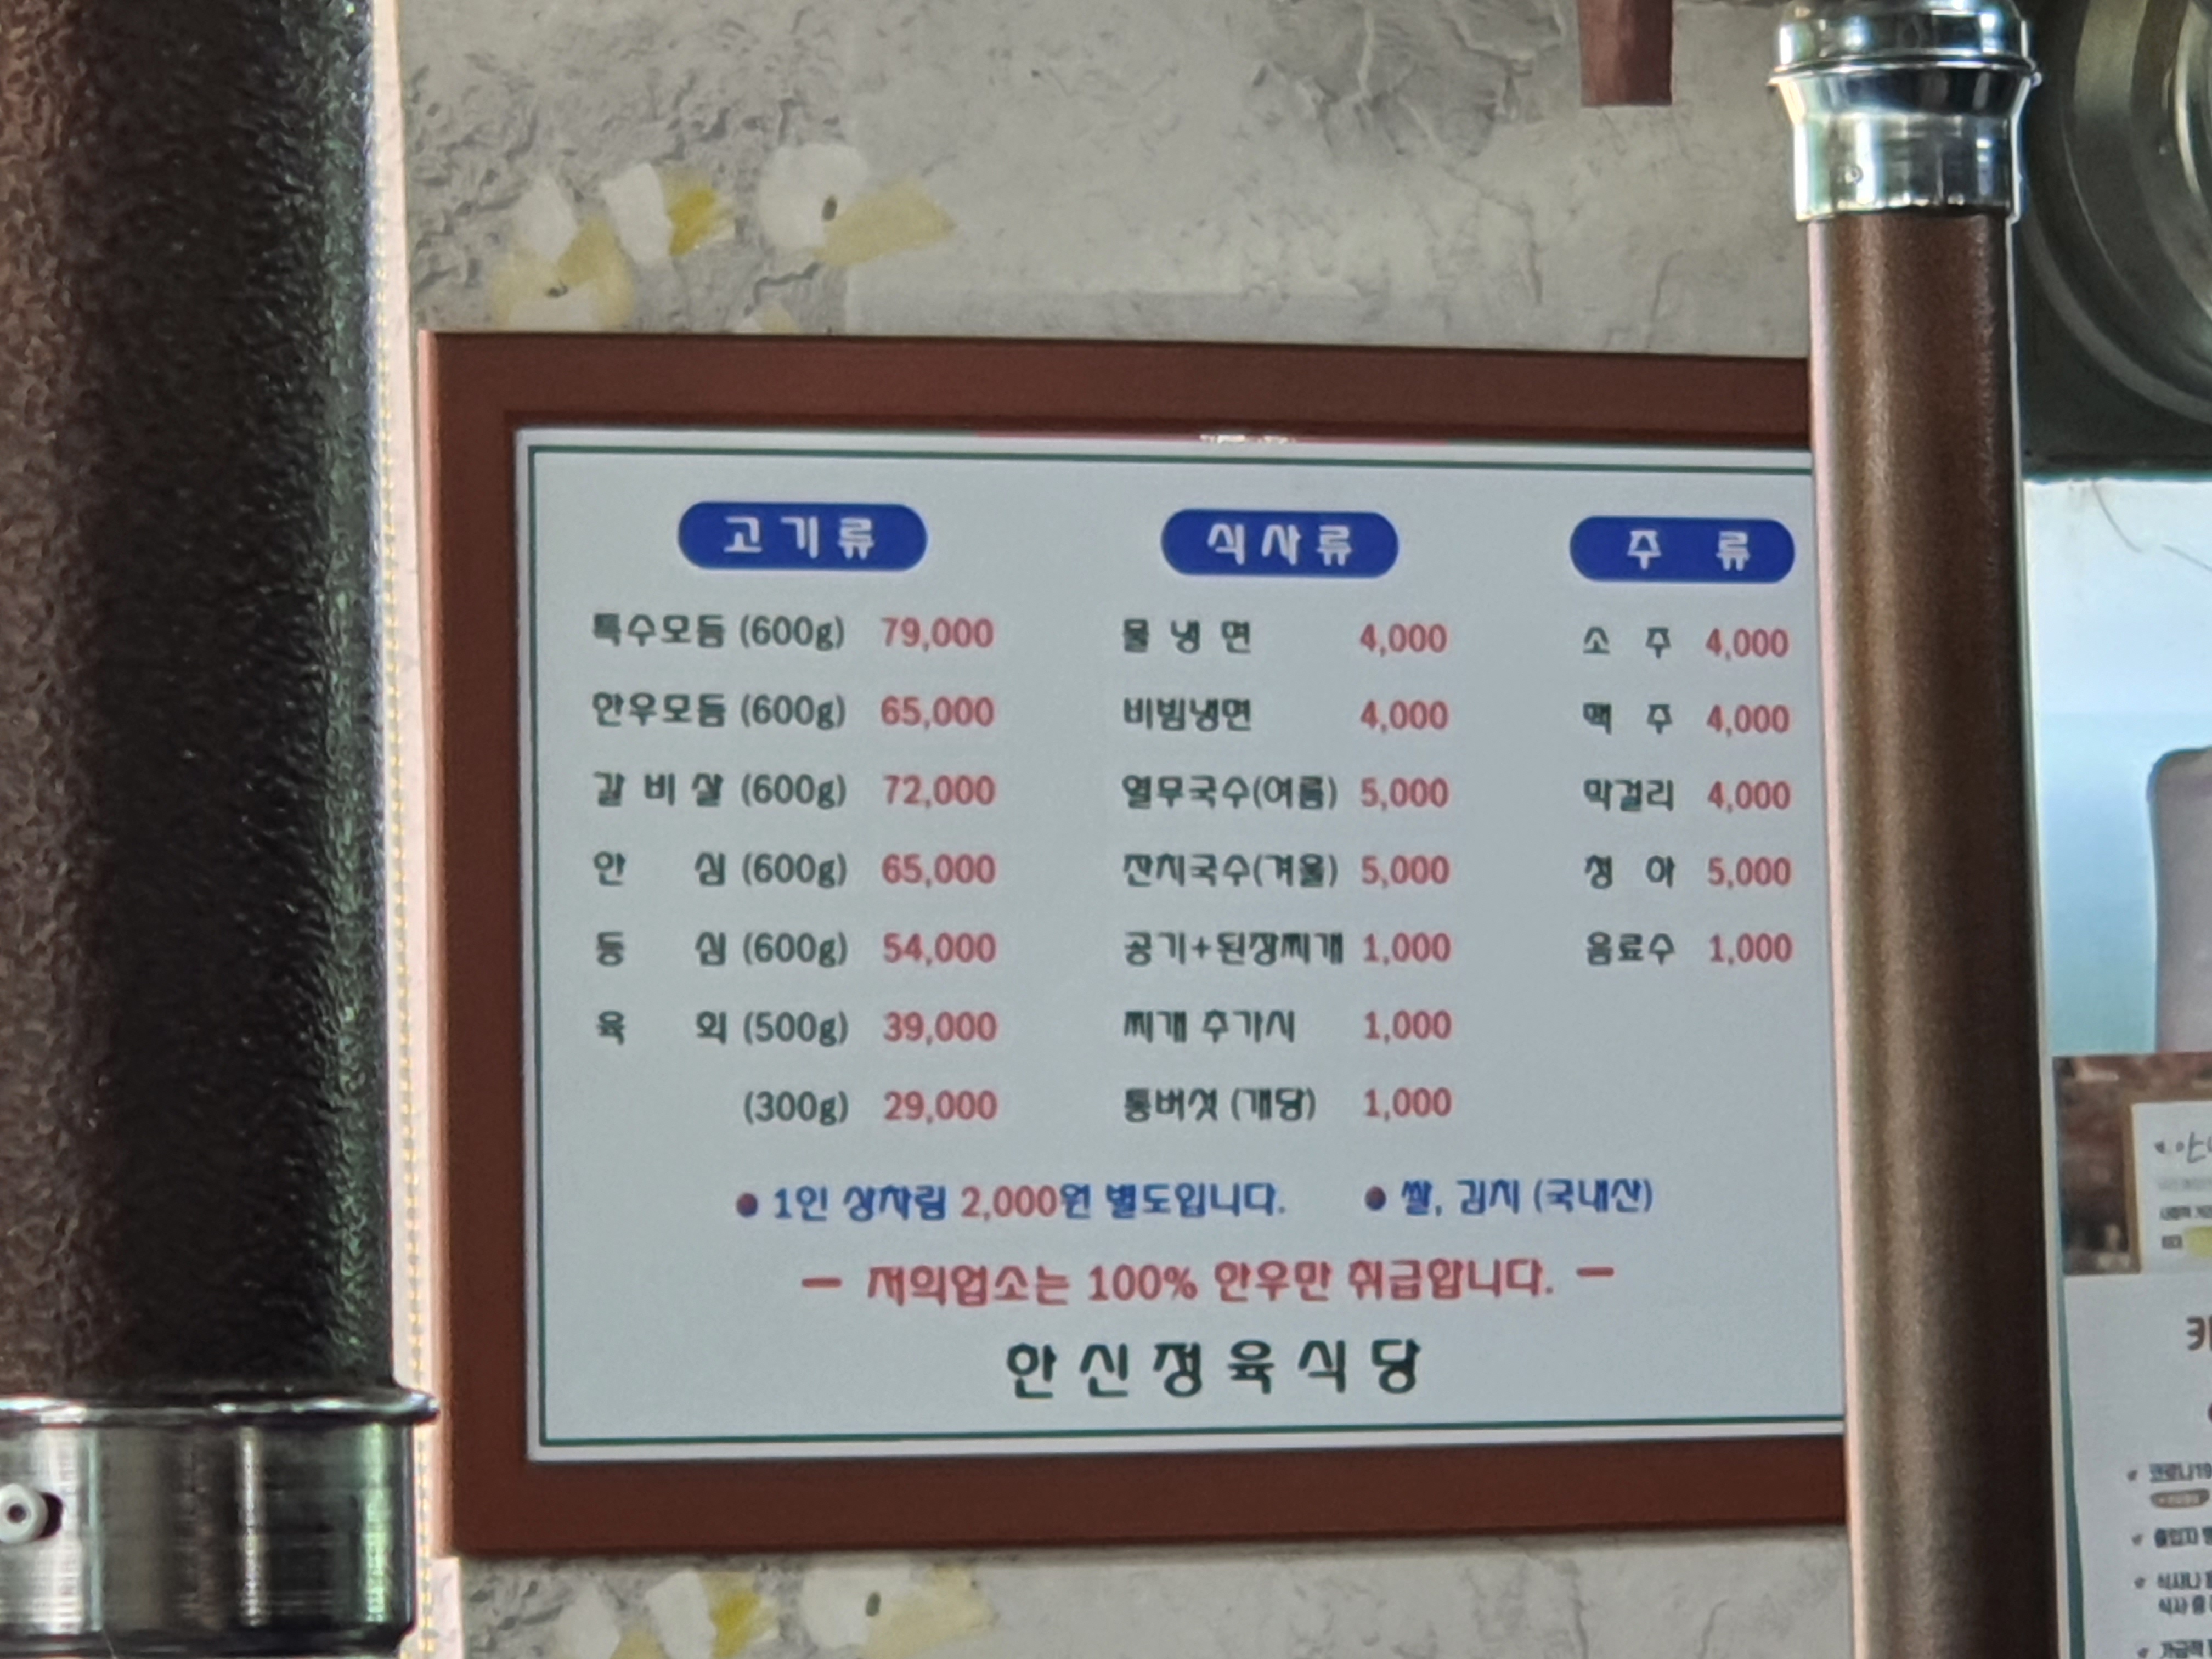 고기류
특수모듬 (600g) 79,000
한우모듬 (600g) 65,000
갈비살 (600g) 72,000
안심 (600g) 65,000
등심 (600g) 54,000
육회 (500g) 39,000
(300g) 29,000
식사류
물냉면 4,000
비빔냉면 4,000
열무국수(여름) 5,000
잔치국수(겨울) 5,000
공기+된장찌개 1,000
찌개 추가시 1,000
통버섯 (개당) 1,000
주류
소주 4,000
맥주 4,000
막걸리 4,000
청하 5,000
음료수 1,000
● 1인 상차림 2,000원 별도입니다.
● 쌀, 김치 (국내산)
— 저희업소는 100% 한우만 취급합니다. —
한신정육식당
코로나19